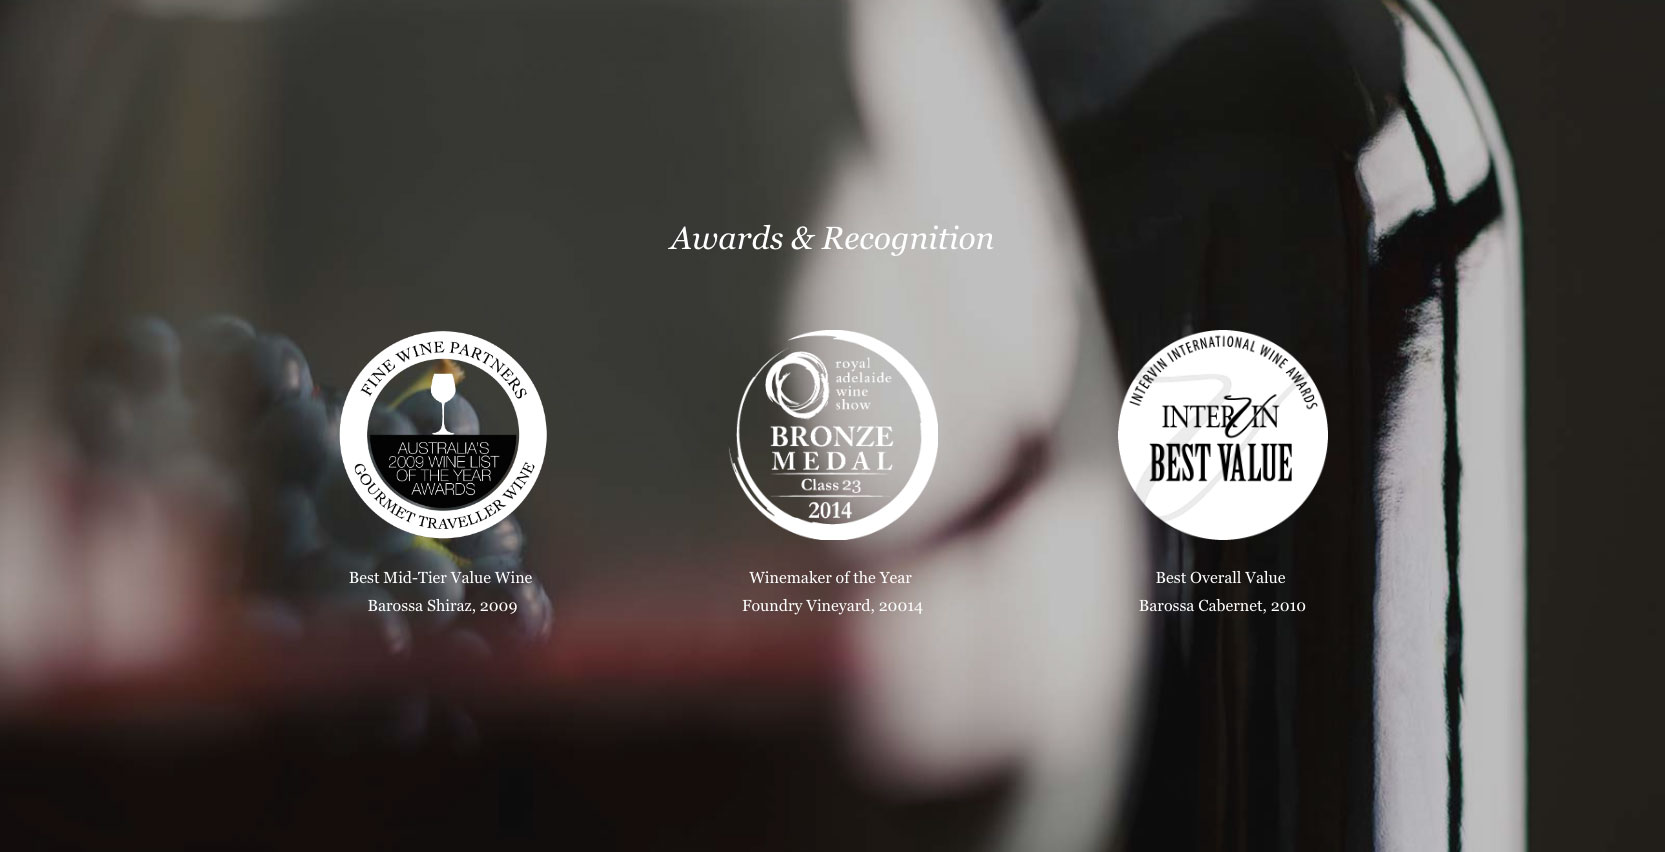 Awards & Recognition
FINE WINE PARTNERS
AUSTRALIA'S
2009 WINE LIST
OF THE YEAR
AWARDS
GOURMET TRAVELLER WINE
Best Mid-Tier Value Wine
Barossa Shiraz, 2009
royal
adelaide
wine
show
BRONZE
MEDAL
Class 23
2014
Winemaker of the Year
Foundry Vineyard, 20014
INTERVIN INTERNATIONAL WINE AWARDS
INTERVIN
BEST VALUE
Best Overall Value
Barossa Cabernet, 2010